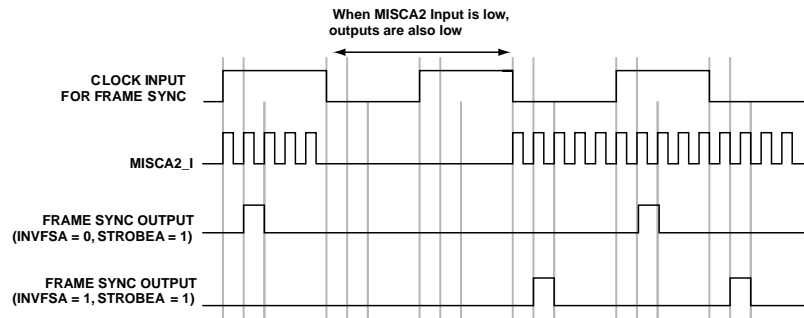 When MISCA2 Input is low,
outputs are also low
CLOCK INPUT
FOR FRAME SYNC
MISCA2_I
FRAME SYNC OUTPUT
(INVFSA = 0, STROBEA = 1)
FRAME SYNC OUTPUT
(INVFSA = 1, STROBEA = 1)